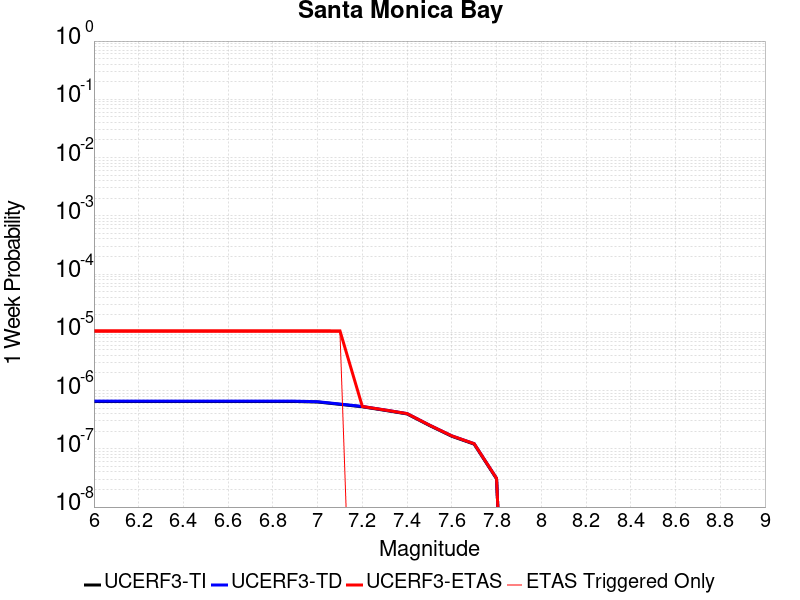 Santa Monica Bay
10^0
10^-1
10^-2
10^-3
10^-4
10^-5
10^-6
10^-7
10^-8
1 Week Probability
6 6.2 6.4 6.6 6.8 7 7.2 7.4 7.6 7.8 8 8.2 8.4 8.6 8.8 9
Magnitude
UCERF3-TI UCERF3-TD UCERF3-ETAS ETAS Triggered Only